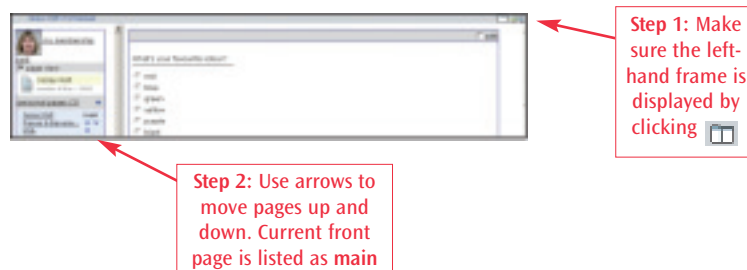 What's your favourite colour?
red
blue
green
yellow
purple
Step 1: Make
sure the left-
hand frame is
displayed by
clicking
Step 2: Use arrows to
move pages up and
down. Current front
page is listed as main